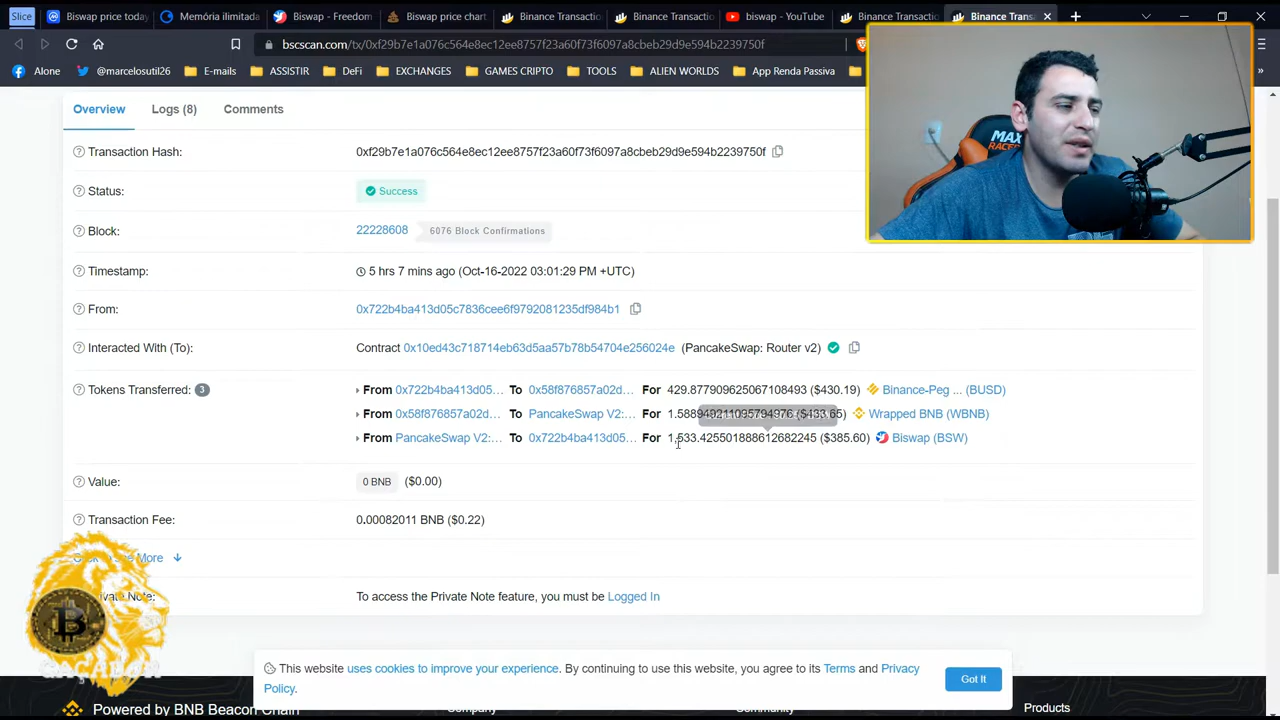 Slice
Biswap price today
Memória ilimitada
Biswap – Freedom
Biswap price chart
Binance Transactio
Binance Transactio
biswap - YouTube
Binance Transactio
Binance Trans
bscscan.com/tx/0xf29b7e1a076c564e8ec12ee8757f23a60f73f6097a8cbeb29d9e594b2239750f
Alone
@marcelosutil26
E-mails
ASSISTIR
DeFi
EXCHANGES
GAMES CRIPTO
TOOLS
ALIEN WORLDS
App Renda Passiva
»
MAX
RACER
Overview
Logs (8)
Comments
Transaction Hash:
0xf29b7e1a076c564e8ec12ee8757f23a60f73f6097a8cbeb29d9e594b2239750f
Status:
Success
Block:
22228608
6076 Block Confirmations
Timestamp:
5 hrs 7 mins ago (Oct-16-2022 03:01:29 PM +UTC)
From:
0x722b4ba413d05c7836cee6f9792081235df984b1
Interacted With (To):
Contract 0x10ed43c718714eb63d5aa57b78b54704e256024e (PancakeSwap: Router v2)
Tokens Transferred: 3
From 0x722b4ba413d05... To 0x58f876857a02d... For 429.877909625067108493 ($430.19) Binance-Peg ... (BUSD)
From 0x58f876857a02d... To PancakeSwap V2:... For Wrapped BNB (WBNB)
From PancakeSwap V2:... To 0x722b4ba413d05... For 1,533.425501888612682245 ($385.60) Biswap (BSW)
Value:
0 BNB ($0.00)
Transaction Fee:
0.00082011 BNB ($0.22)
See More
Note:
To access the Private Note feature, you must be Logged In
This website uses cookies to improve your experience. By continuing to use this website, you agree to its Terms and Privacy
Policy.
Got It
Powered by BNB Beacon Chain
Company
Community
Products